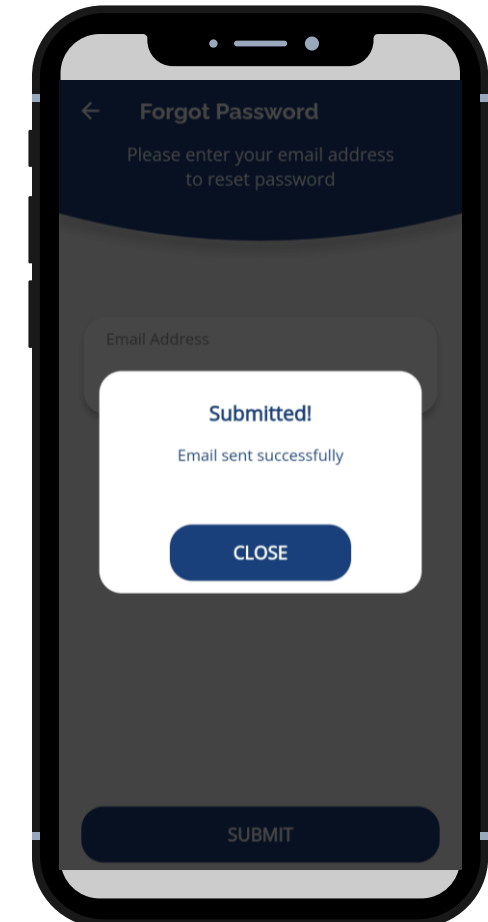 Forgot Password
Please enter your email address
to reset password
Email Address
Submitted!
Email sent successfully
CLOSE
SUBMIT